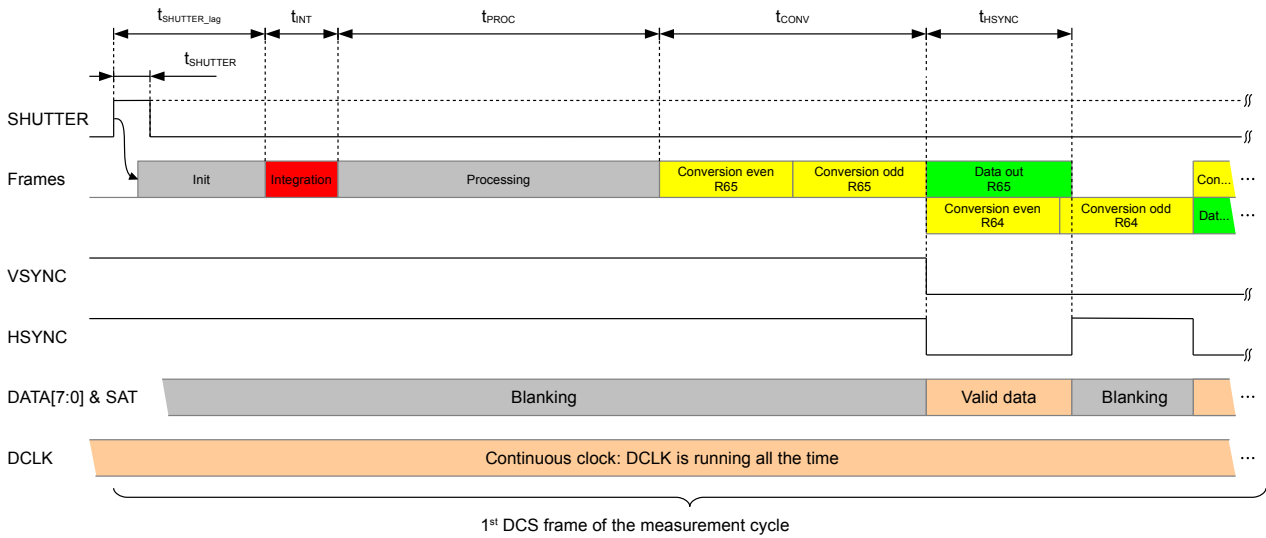 tSHUTTER_lag tINT tPROC tCONV tHSYNC
tSHUTTER
SHUTTER
Frames Init Integration Processing Conversion even R65 Conversion odd R65 Data out R65 Con... ...
Conversion even R64 Conversion odd R64 Dat... ...
VSYNC
HSYNC
DATA[7:0] & SAT Blanking Valid data Blanking ...
DCLK Continuous clock: DCLK is running all the time ...
1st DCS frame of the measurement cycle